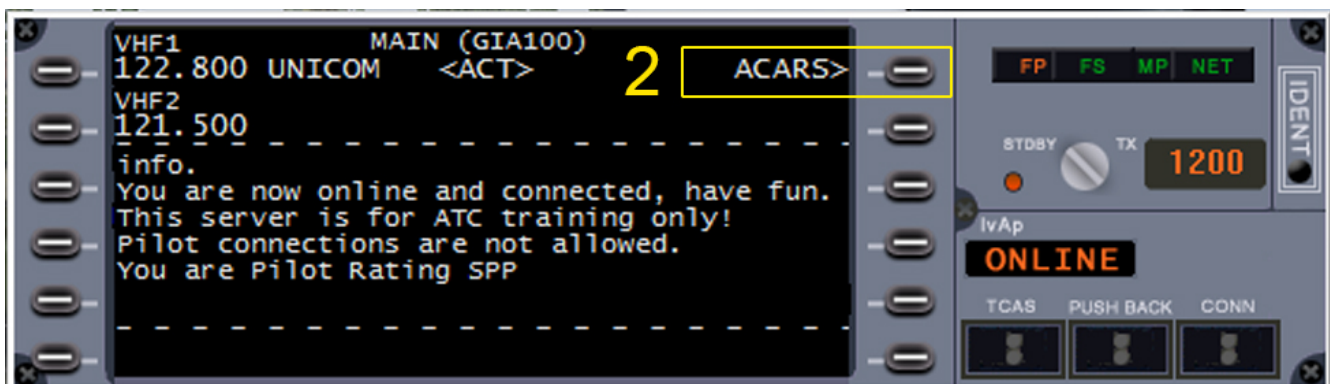 VHF1 MAIN (GIA100)
122.800 UNICOM <ACT> 2 ACARS>
VHF2
121.500
info.
You are now online and connected, have fun.
This server is for ATC training only!
Pilot connections are not allowed.
You are Pilot Rating SPP
FP FS MP NET
IDENT
STDBY TX 1200
IvAp
ONLINE
TCAS PUSH BACK CONN